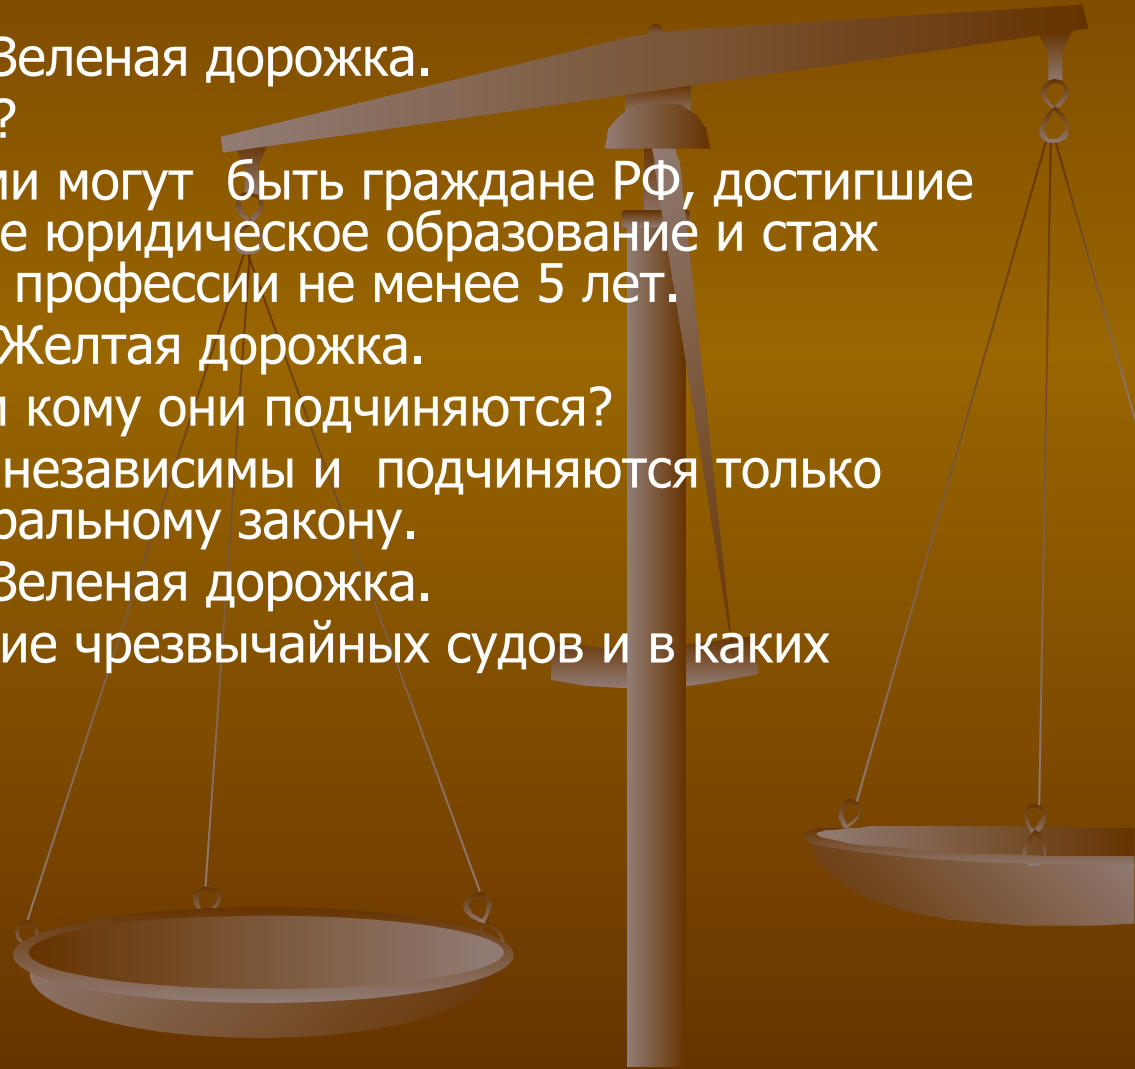 Зеленая дорожка.
?
ми могут быть граждане РФ, достигшие
е юридическое образование и стаж
профессии не менее 5 лет.
Желтая дорожка.
и кому они подчиняются?
независимы и подчиняются только
ральному закону.
Зеленая дорожка.
ие чрезвычайных судов и в каких